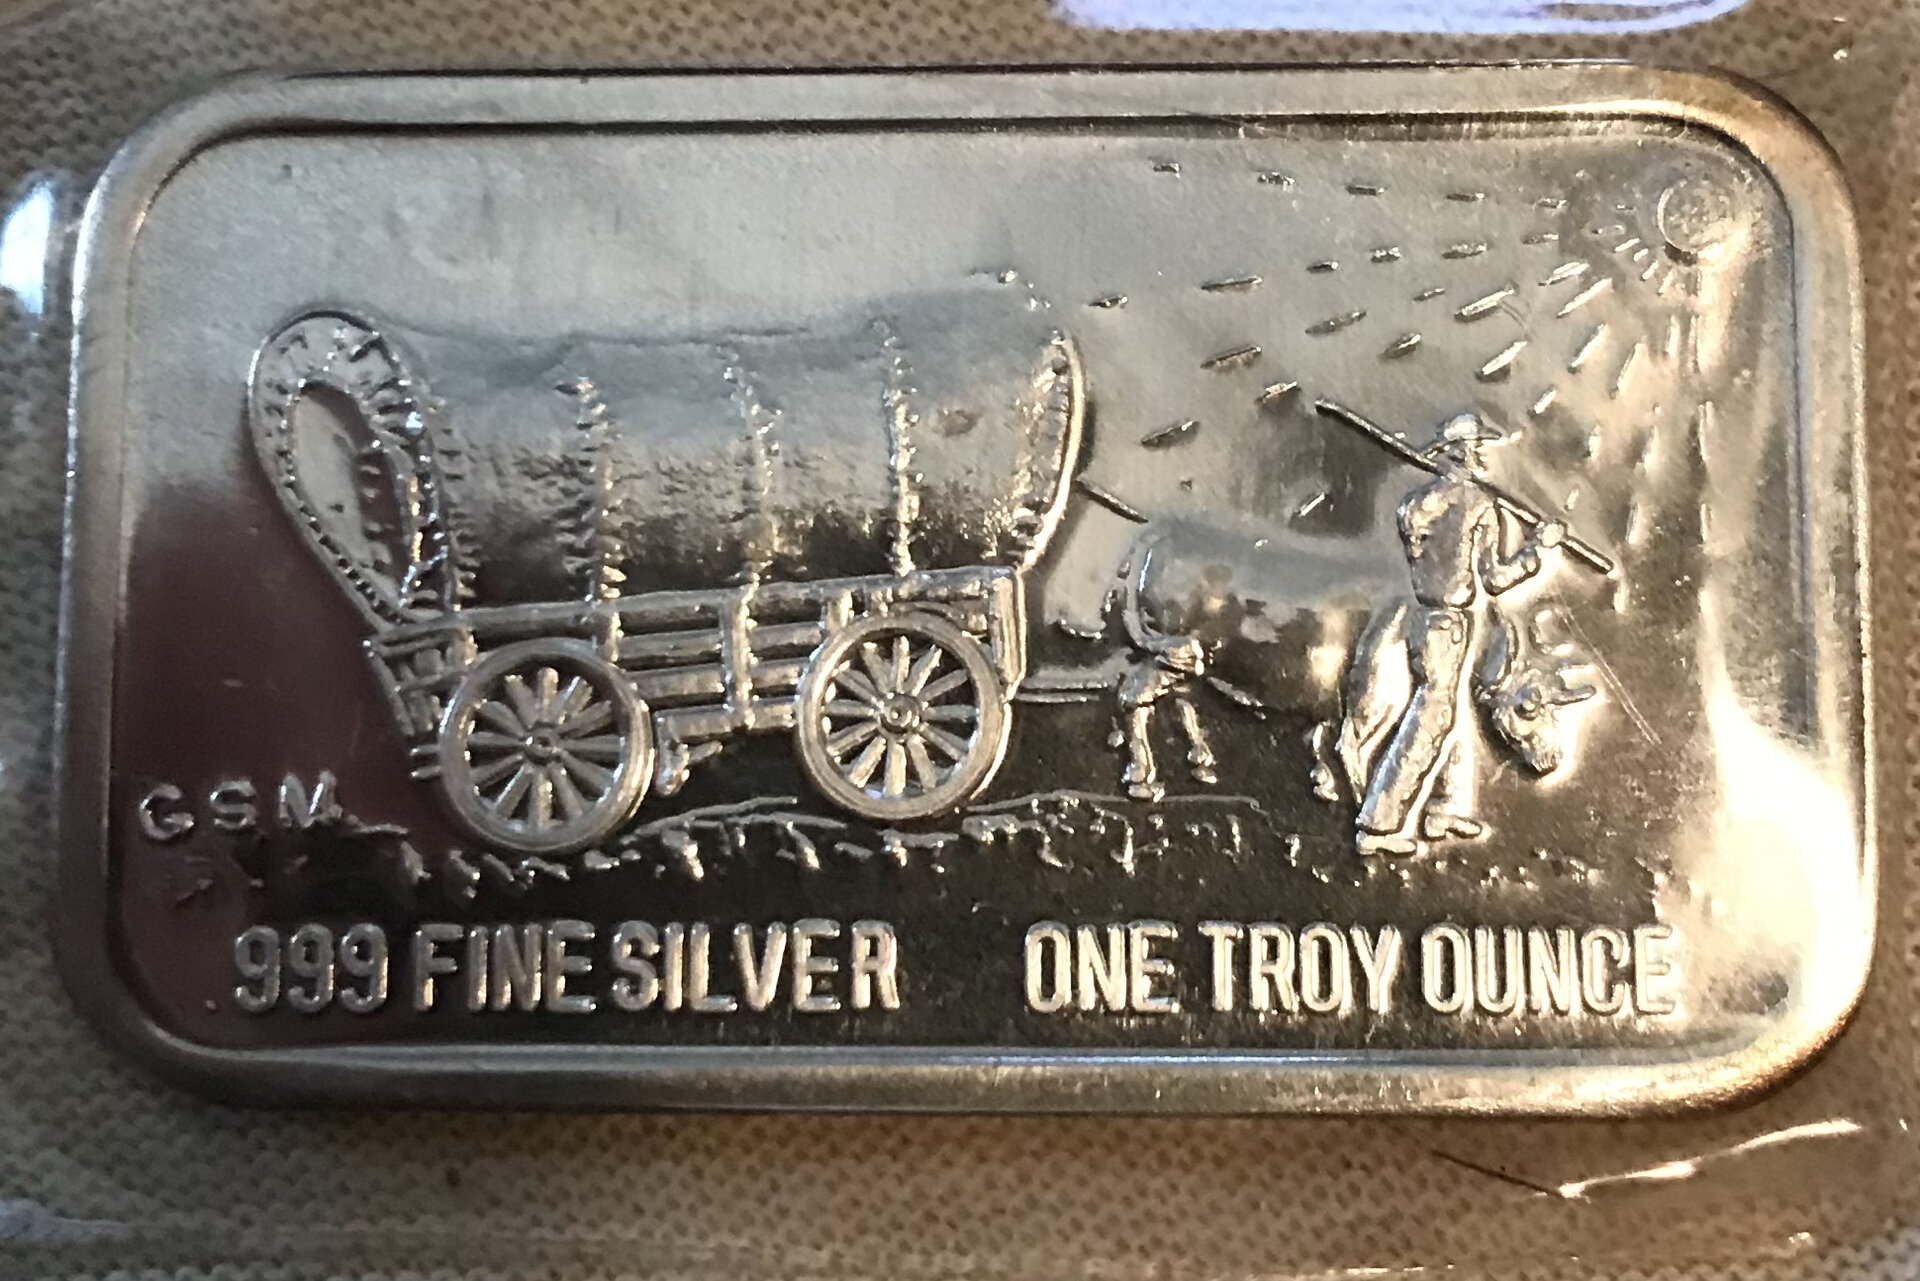 GSM
999 FINE SILVER ONE TROY OUNCE